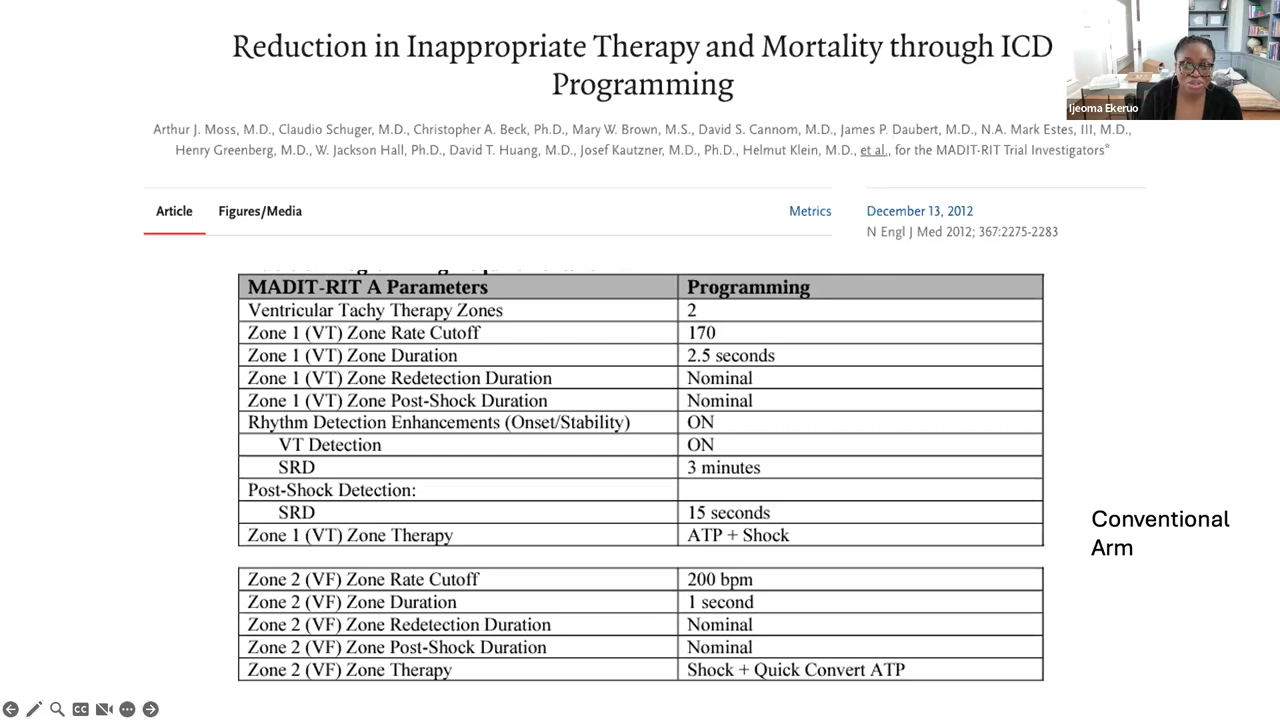 Reduction in Inappropriate Therapy and Mortality through ICD
Programming
Ijeoma Ekeruo
Arthur J. Moss, M.D., Claudio Schuger, M.D., Christopher A. Beck, Ph.D., Mary W. Brown, M.S., David S. Cannom, M.D., James P. Daubert, M.D., N.A. Mark Estes, III, M.D.,
Henry Greenberg, M.D., W. Jackson Hall, Ph.D., David T. Huang, M.D., Josef Kautzner, M.D., Ph.D., Helmut Klein, M.D., et al., for the MADIT-RIT Trial Investigators*
Article Figures/Media Metrics December 13, 2012
N Engl J Med 2012; 367:2275-2283
MADIT-RIT A Parameters Programming
Ventricular Tachy Therapy Zones 2
Zone 1 (VT) Zone Rate Cutoff 170
Zone 1 (VT) Zone Duration 2.5 seconds
Zone 1 (VT) Zone Redetection Duration Nominal
Zone 1 (VT) Zone Post-Shock Duration Nominal
Rhythm Detection Enhancements (Onset/Stability) ON
VT Detection ON
SRD 3 minutes
Post-Shock Detection:
SRD 15 seconds
Zone 1 (VT) Zone Therapy ATP + Shock
Conventional
Arm
Zone 2 (VF) Zone Rate Cutoff 200 bpm
Zone 2 (VF) Zone Duration 1 second
Zone 2 (VF) Zone Redetection Duration Nominal
Zone 2 (VF) Zone Post-Shock Duration Nominal
Zone 2 (VF) Zone Therapy Shock + Quick Convert ATP
CC